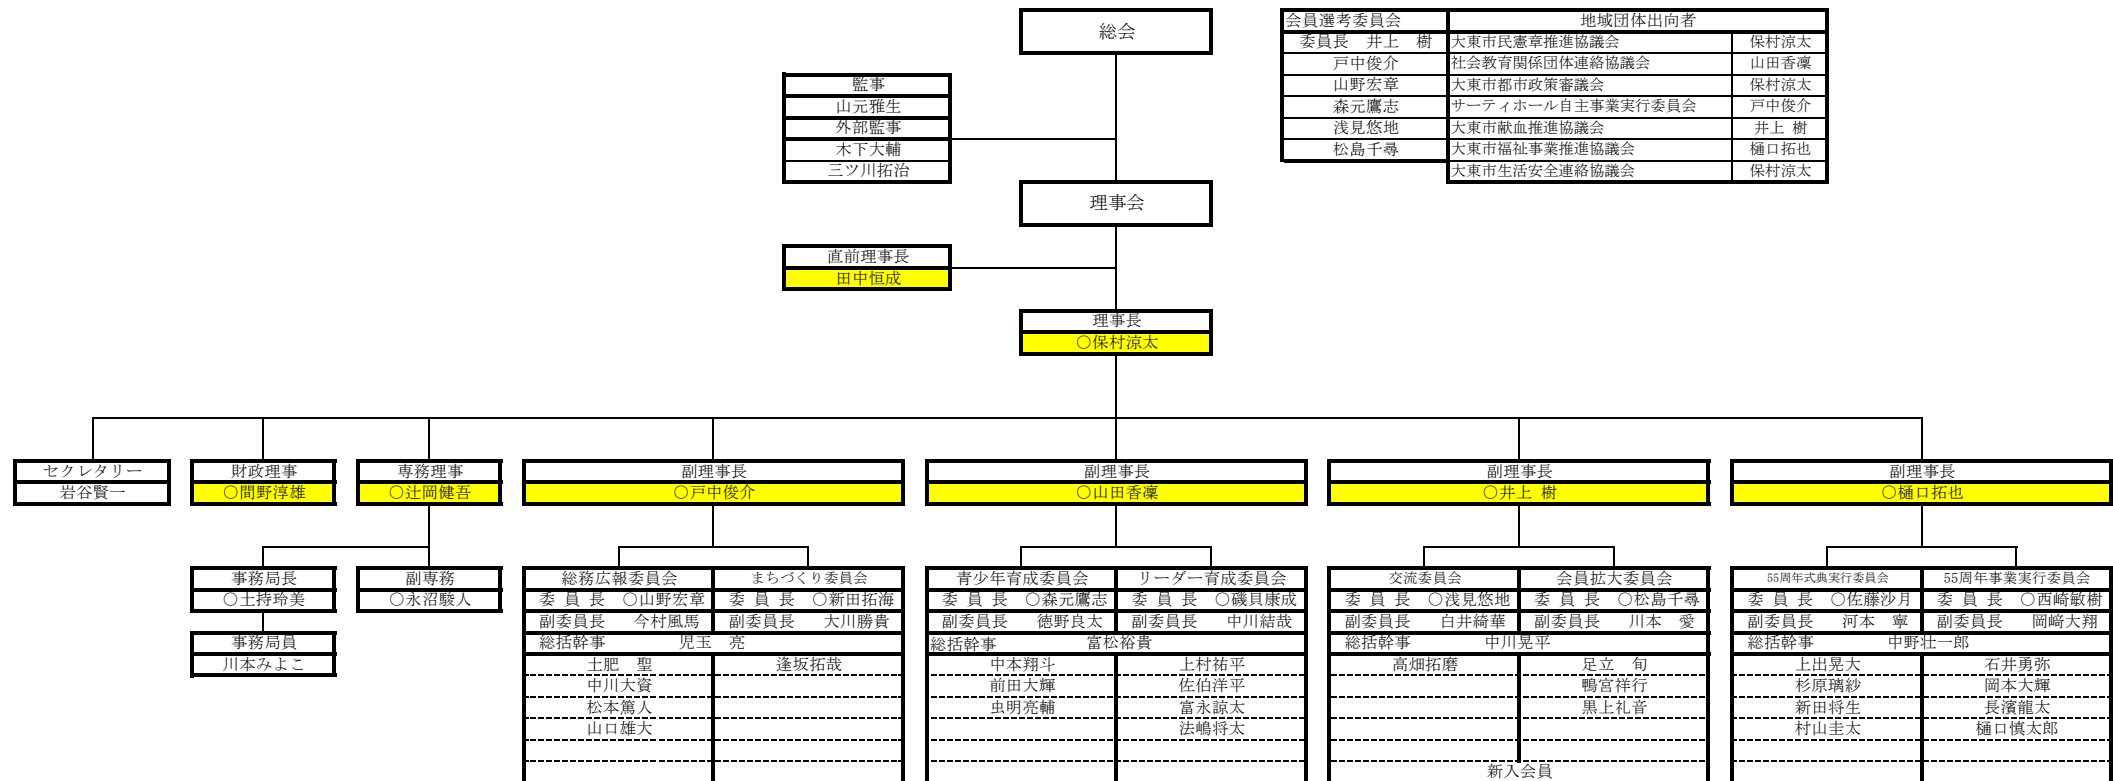 総会
会員選考委員会 地域団体出向者
委員長 井上 樹 大東市民憲章推進協議会 保村涼太
戸中俊介 社会教育関係団体連絡協議会 山田香凜
山野宏章 大東市都市政策審議会 保村涼太
森元鷹志 サーティホール自主事業実行委員会 戸中俊介
浅見悠地 大東市献血推進協議会 井上 樹
松島千尋 大東市福祉事業推進協議会 樋口拓也
大東市生活安全連絡協議会 保村涼太
監事
山元雅生
外部監事
木下大輔
三ツ川拓治
理事会
直前理事長
田中恒成
理事長
〇保村涼太
セクレタリー 財政理事 専務理事 副理事長 副理事長 副理事長 副理事長
岩谷賢一 〇間野淳雄 〇辻岡健吾 〇戸中俊介 〇山田香凜 〇井上 樹 〇樋口拓也
事務局長 副専務 総務広報委員会 まちづくり委員会 青少年育成委員会 リーダー育成委員会 交流委員会 会員拡大委員会 55周年式典実行委員会 55周年事業実行委員会
〇土持玲美 〇永沼駿人 委 員 長 〇山野宏章 委 員 長 〇新田拓海 委 員 長 〇森元鷹志 委 員 長 〇磯貝康成 委 員 長 〇浅見悠地 委 員 長 〇松島千尋 委 員 長 〇佐藤沙月 委 員 長 〇西崎敏樹
副委員長 今村風馬 副委員長 大川勝貴 副委員長 徳野良太 副委員長 中川結哉 副委員長 白井綺華 副委員長 川本 愛 副委員長 河本 寧 副委員長 岡﨑大翔
事務局員 総括幹事 児玉 亮 総括幹事 富松裕貴 総括幹事 中川晃平 総括幹事 中野壮一郎
川本みよこ 土肥 聖 逢坂拓哉 中本翔斗 上村祐平 高畑拓磨 足立 旬 上出晃大 石井勇弥
中川大資 前田大輝 佐伯洋平 鴨宮祥行 杉原璃紗 岡本大輝
松本篤人 虫明亮輔 富永諒太 黒上礼音 新田将生 長濱龍太
山口雄大 法嶋将太 村山圭太 樋口慎太郎
新入会員